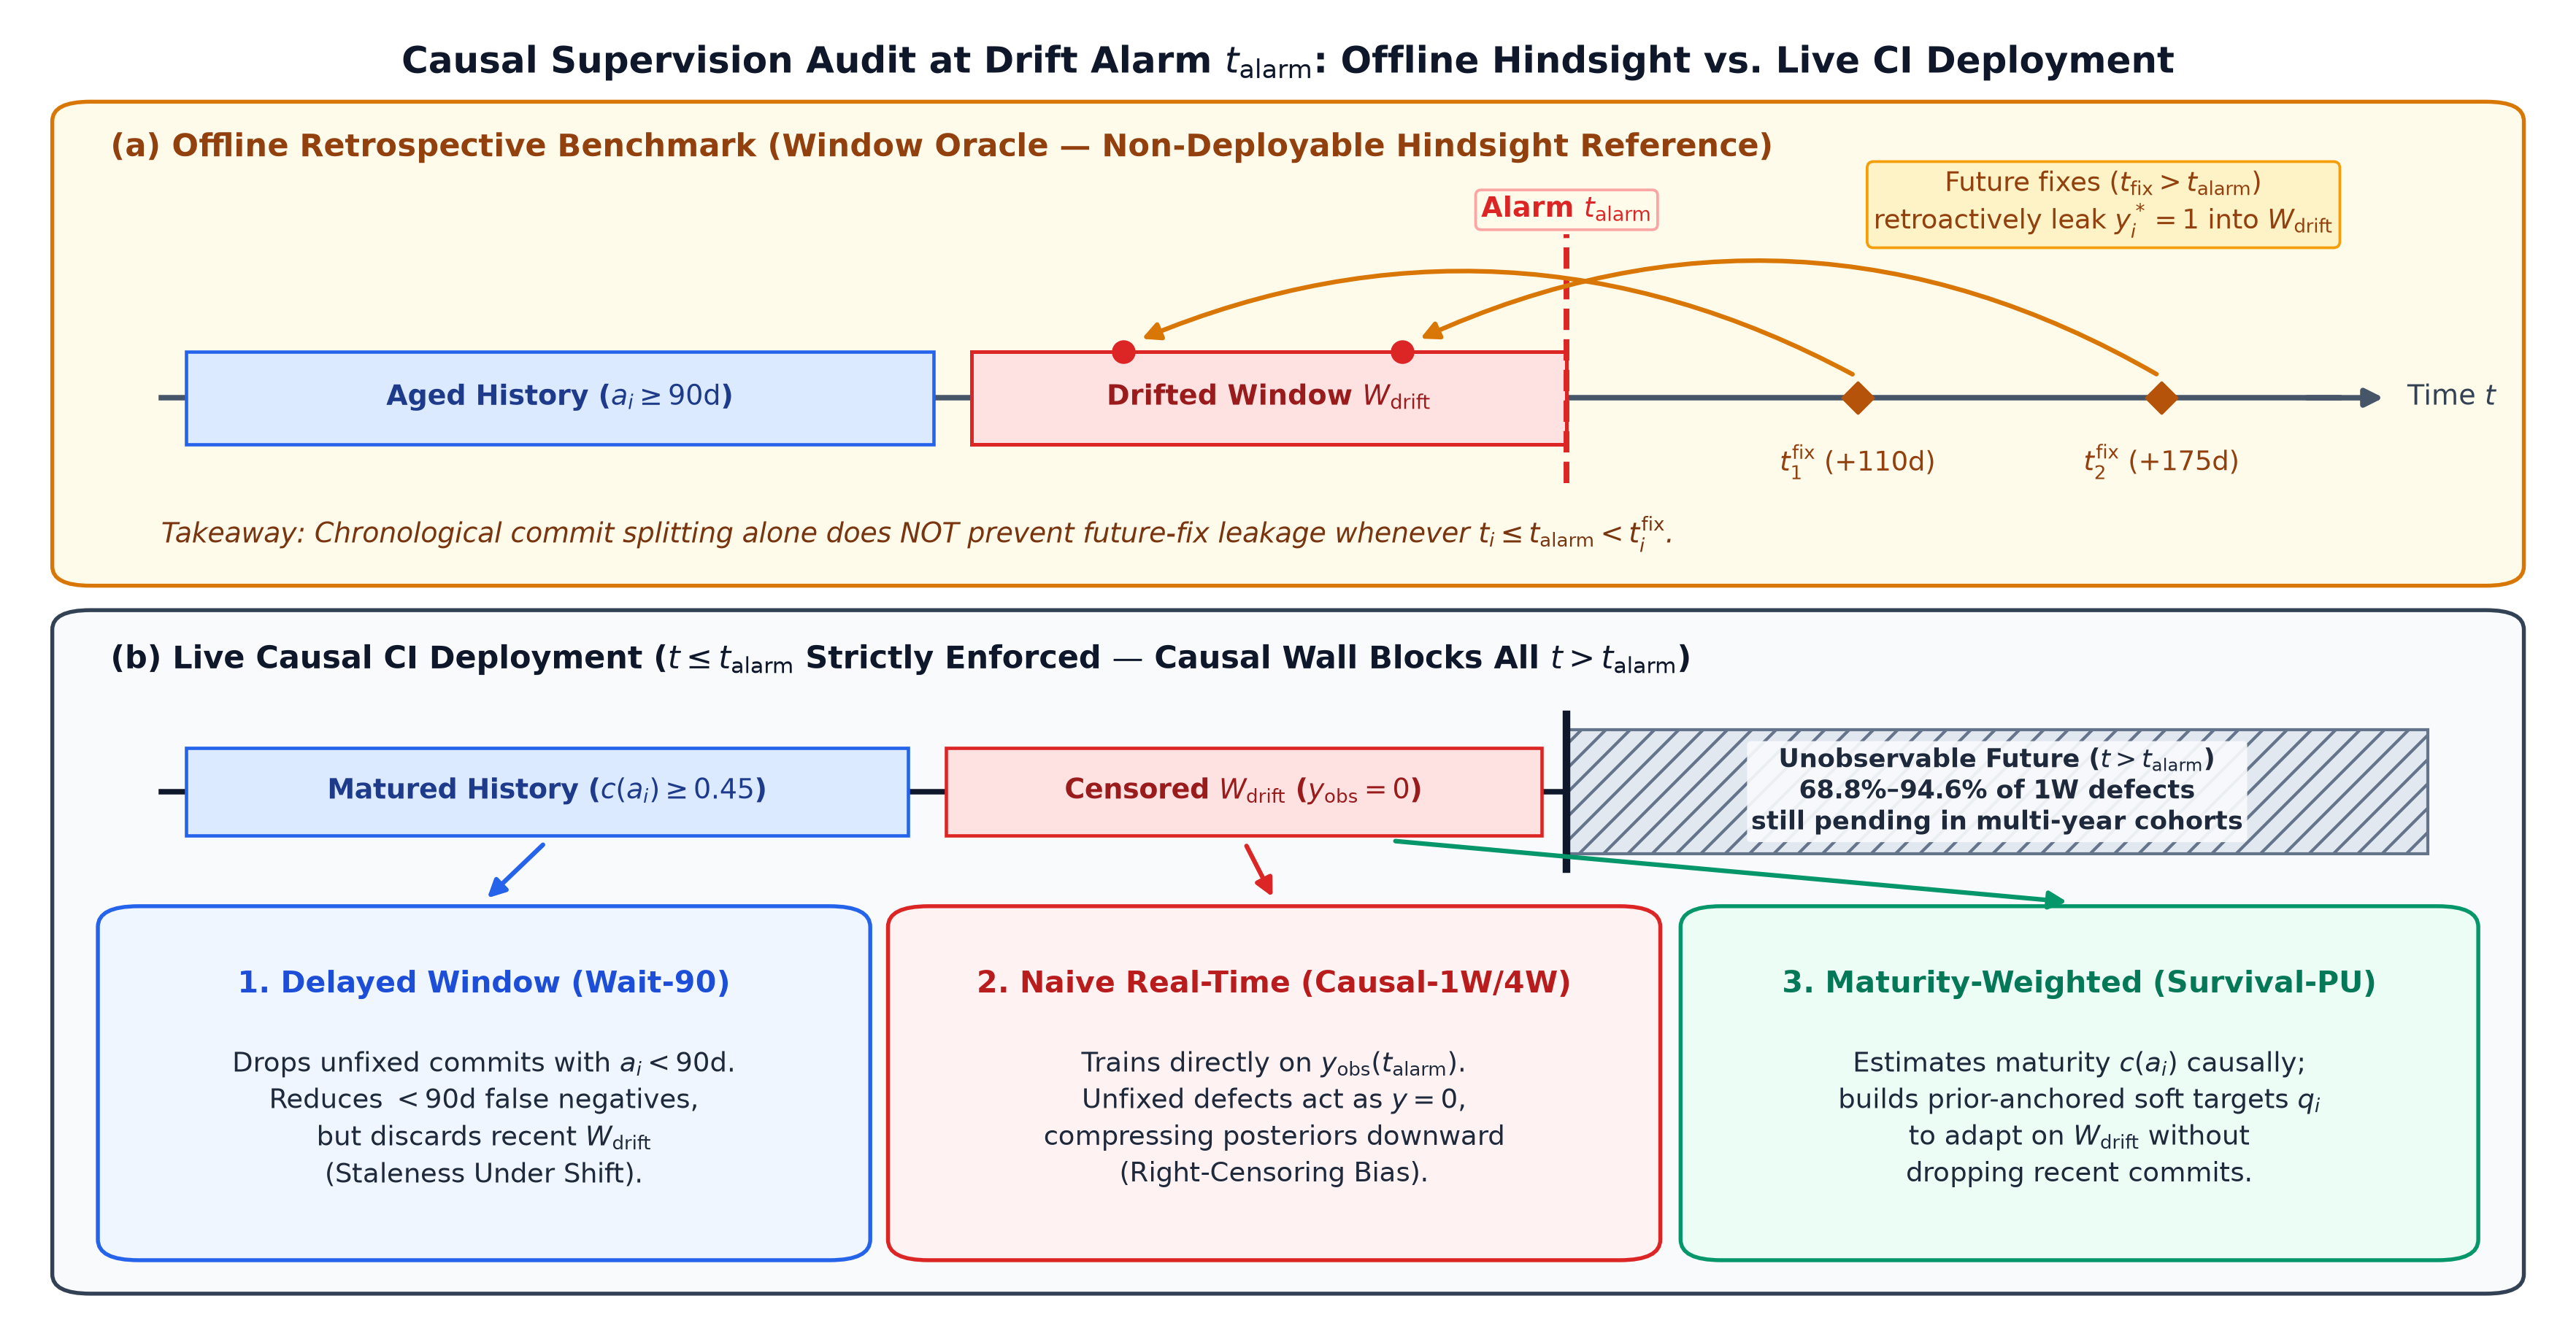 Causal Supervision Audit at Drift Alarm t_alarm: Offline Hindsight vs. Live CI Deployment
(a) Offline Retrospective Benchmark (Window Oracle — Non-Deployable Hindsight Reference)
Future fixes (t_fix > t_alarm)
retroactively leak y_i^* = 1 into W_drift
Alarm t_alarm
Aged History (a_i ≥ 90d)
Drifted Window W_drift
Time t
t_1^fix (+110d)
t_2^fix (+175d)
Takeaway: Chronological commit splitting alone does NOT prevent future-fix leakage whenever t_i ≤ t_alarm < t_i^fix.
(b) Live Causal CI Deployment (t ≤ t_alarm Strictly Enforced — Causal Wall Blocks All t > t_alarm)
Matured History (c(a_i) ≥ 0.45)
Censored W_drift (y_obs = 0)
Unobservable Future (t > t_alarm)
68.8%–94.6% of 1W defects
still pending in multi-year cohorts
1. Delayed Window (Wait-90)
Drops unfixed commits with a_i < 90d.
Reduces < 90d false negatives,
but discards recent W_drift
(Staleness Under Shift).
2. Naive Real-Time (Causal-1W/4W)
Trains directly on y_obs(t_alarm).
Unfixed defects act as y = 0,
compressing posteriors downward
(Right-Censoring Bias).
3. Maturity-Weighted (Survival-PU)
Estimates maturity c(a_i) causally;
builds prior-anchored soft targets q_i
to adapt on W_drift without
dropping recent commits.